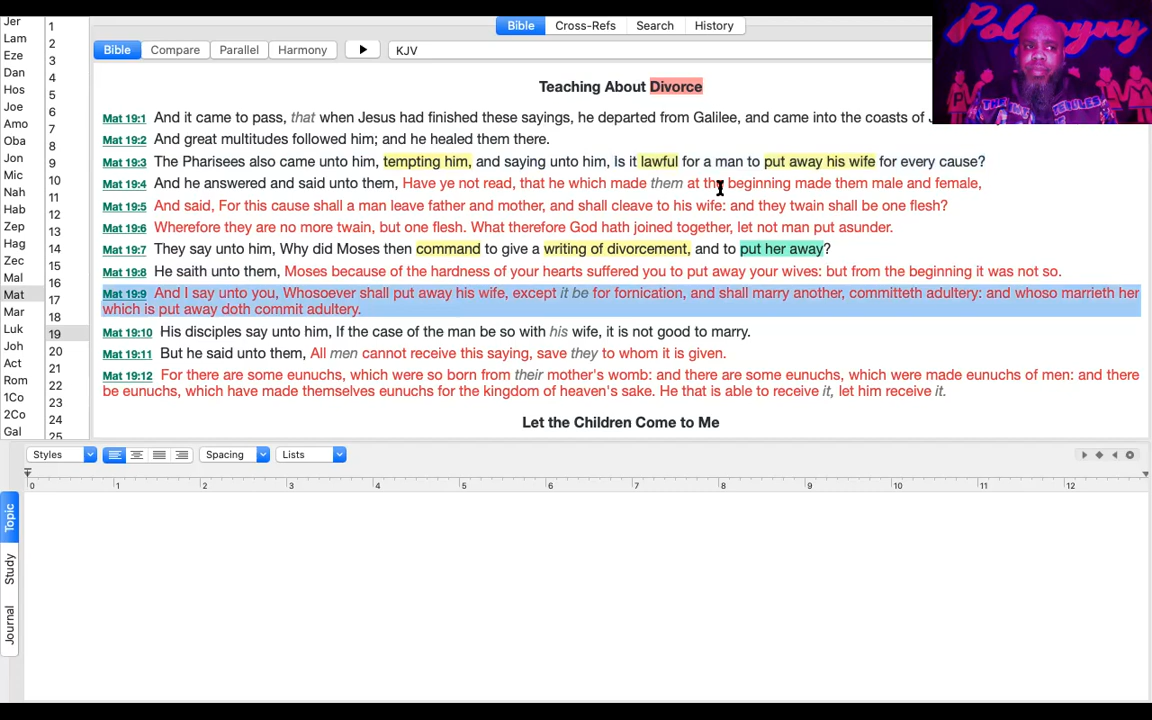 Bible Cross-Refs Search History
Bible Compare Parallel Harmony KJV
Jer
Lam
Eze
Dan
Hos
Joe
Amo
Oba
Jon
Mic
Nah
Hab
Zep
Hag
Zec
Mal
Mat
Mar
Luk
Joh
Act
Rom
1Co
2Co
Gal
1
2
3
4
5
6
7
8
9
10
11
12
13
14
15
16
17
18
19
20
21
22
23
24
25
Teaching About Divorce
Mat 19:1 And it came to pass, that when Jesus had finished these sayings, he departed from Galilee, and came into the coasts of
Mat 19:2 And great multitudes followed him; and he healed them there.
Mat 19:3 The Pharisees also came unto him, tempting him, and saying unto him, Is it lawful for a man to put away his wife for every cause?
Mat 19:4 And he answered and said unto them, Have ye not read, that he which made them at the beginning made them male and female,
Mat 19:5 And said, For this cause shall a man leave father and mother, and shall cleave to his wife: and they twain shall be one flesh?
Mat 19:6 Wherefore they are no more twain, but one flesh. What therefore God hath joined together, let not man put asunder.
Mat 19:7 They say unto him, Why did Moses then command to give a writing of divorcement, and to put her away?
Mat 19:8 He saith unto them, Moses because of the hardness of your hearts suffered you to put away your wives: but from the beginning it was not so.
Mat 19:9 And I say unto you, Whosoever shall put away his wife, except it be for fornication, and shall marry another, committeth adultery: and whoso marrieth her
which is put away doth commit adultery.
Mat 19:10 His disciples say unto him, If the case of the man be so with his wife, it is not good to marry.
Mat 19:11 But he said unto them, All men cannot receive this saying, save they to whom it is given.
Mat 19:12 For there are some eunuchs, which were so born from their mother's womb: and there are some eunuchs, which were made eunuchs of men: and there
be eunuchs, which have made themselves eunuchs for the kingdom of heaven's sake. He that is able to receive it, let him receive it.
Let the Children Come to Me
Styles Spacing Lists
0 1 2 3 4 5 6 7 8 9 10 11 12
Topic
Study
Journal